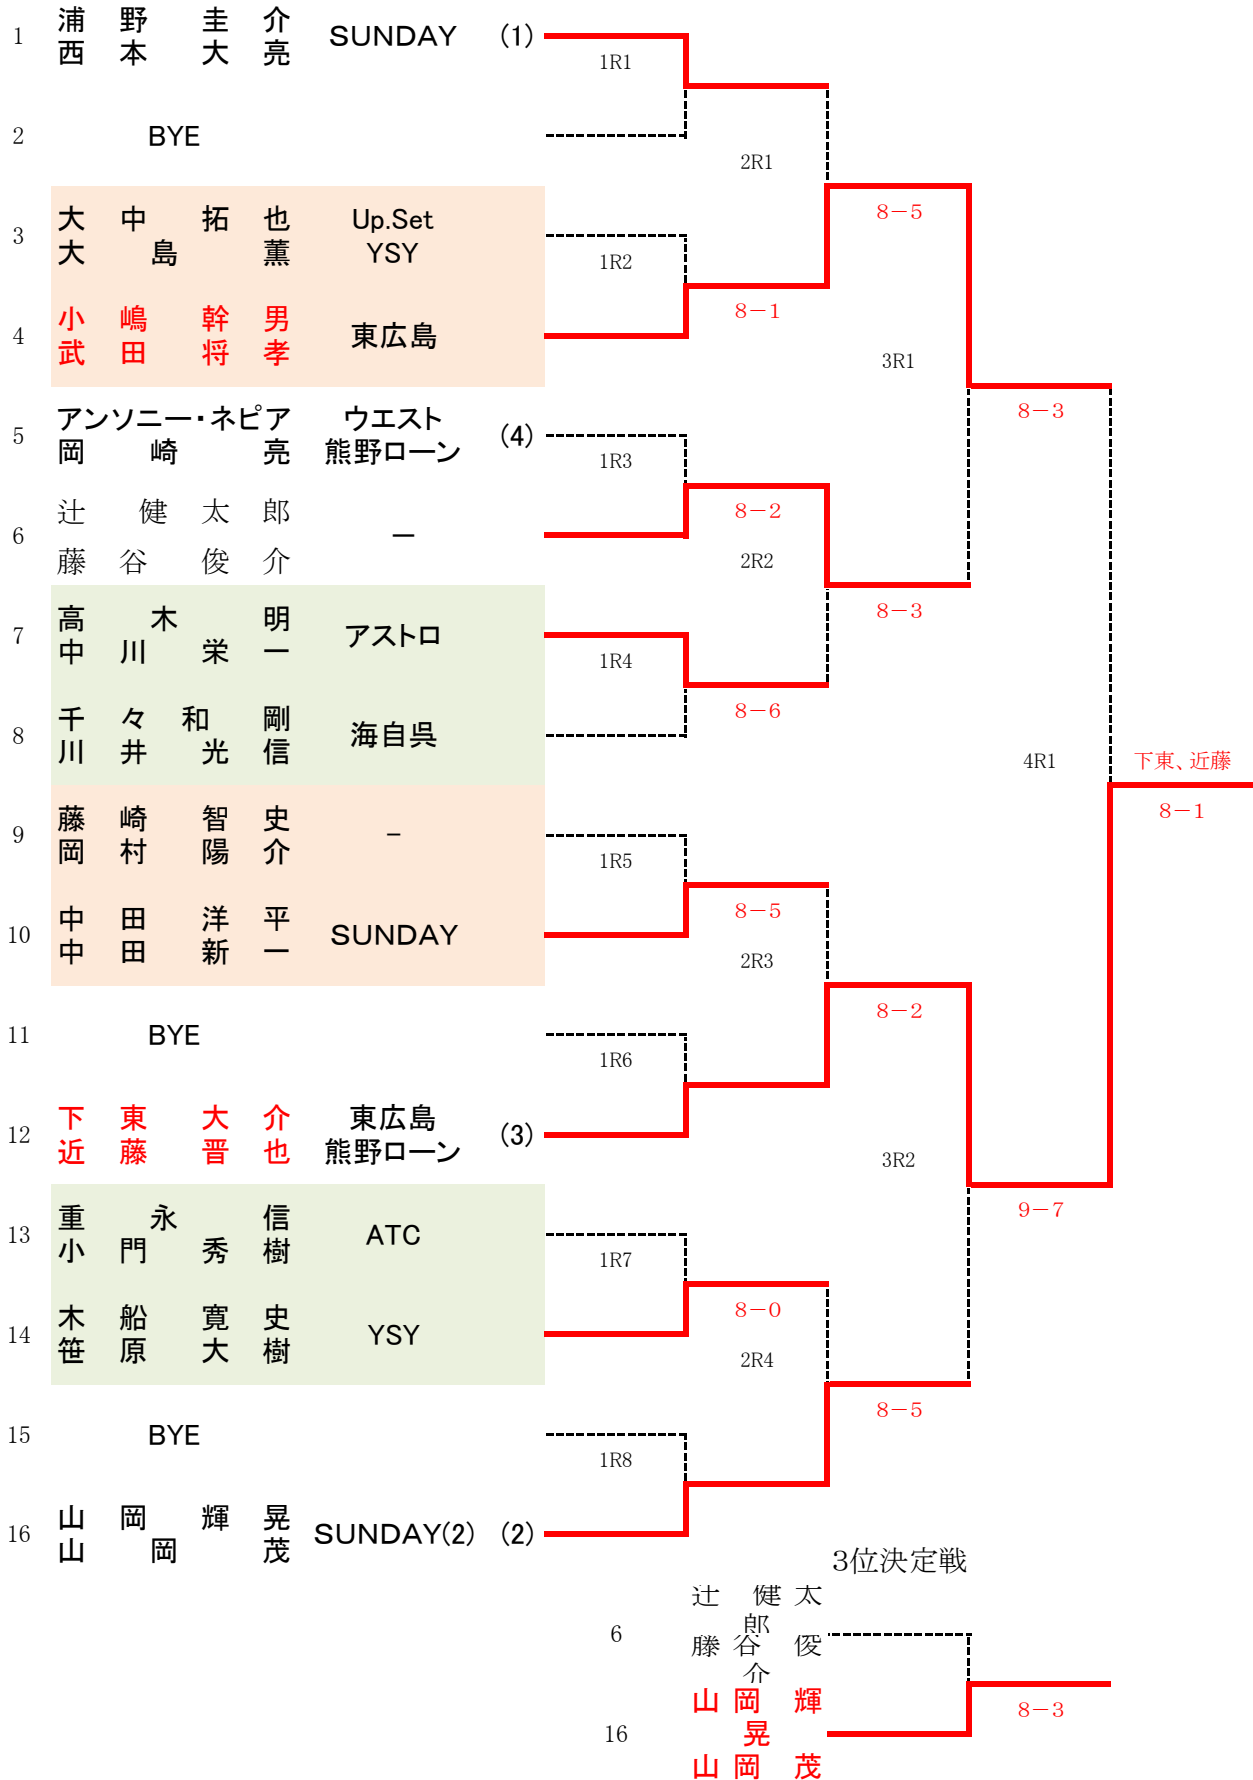 1 浦野 圭介 SUNDAY (1)
西本 大亮
1R1
2 BYE
2R1
3 大中 拓也 Up.Set
大島 薫 YSY
8-5
1R2
8-1
4 小嶋 幹男 東広島
武田 将孝
3R1
8-3
5 アンソニー・ネピア ウエスト (4)
岡崎 亮 熊野ローン
1R3
8-2
6 辻 健太郎 ー
藤谷 俊介
2R2
8-3
7 高木 明 アストロ
中川 栄一
1R4
8-6
8 千々和 剛 海自呉
川井 光信
4R1
下東、近藤
8-1
9 藤崎 智史 -
岡村 陽介
1R5
8-5
10 中田 洋平 SUNDAY
中田 新一
2R3
8-2
11 BYE
1R6
12 下東 大介 東広島 (3)
近藤 晋也 熊野ローン
3R2
9-7
13 重永 信 ATC
小門 秀樹
1R7
8-0
14 木船 寛史 YSY
笹原 大樹
2R4
8-5
15 BYE
1R8
16 山岡 輝晃 SUNDAY(2) (2)
山岡 茂
3位決定戦
6 辻 健太
郎
藤谷 俊
介
16 山岡 輝
晃
山岡 茂
8-3